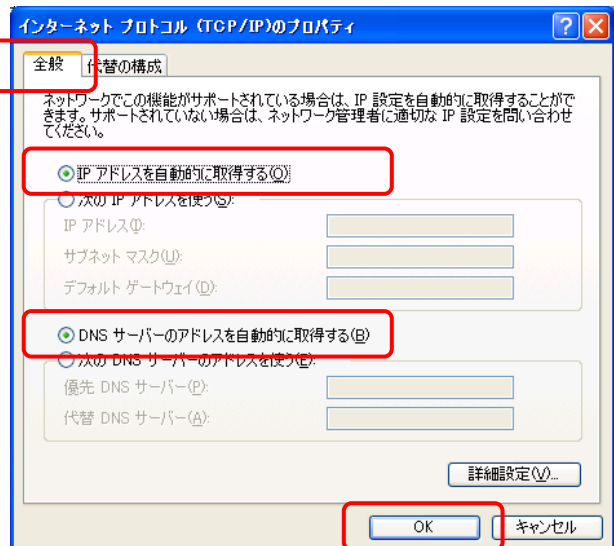 インターネット プロトコル (TCP/IP)のプロパティ
全般
代替の構成
ネットワークでこの機能がサポートされている場合は、IP 設定を自動的に取得することがで
きます。サポートされていない場合は、ネットワーク管理者に適切な IP 設定を問い合わせ
てください。
IP アドレスを自動的に取得する(O)
次の IP アドレスを使う(S):
IP アドレス(I):
サブネット マスク(U):
デフォルト ゲートウェイ(D):
DNS サーバーのアドレスを自動的に取得する(B)
次の DNS サーバーのアドレスを使う(E):
優先 DNS サーバー(P):
代替 DNS サーバー(A):
詳細設定(V)...
OK
キャンセル